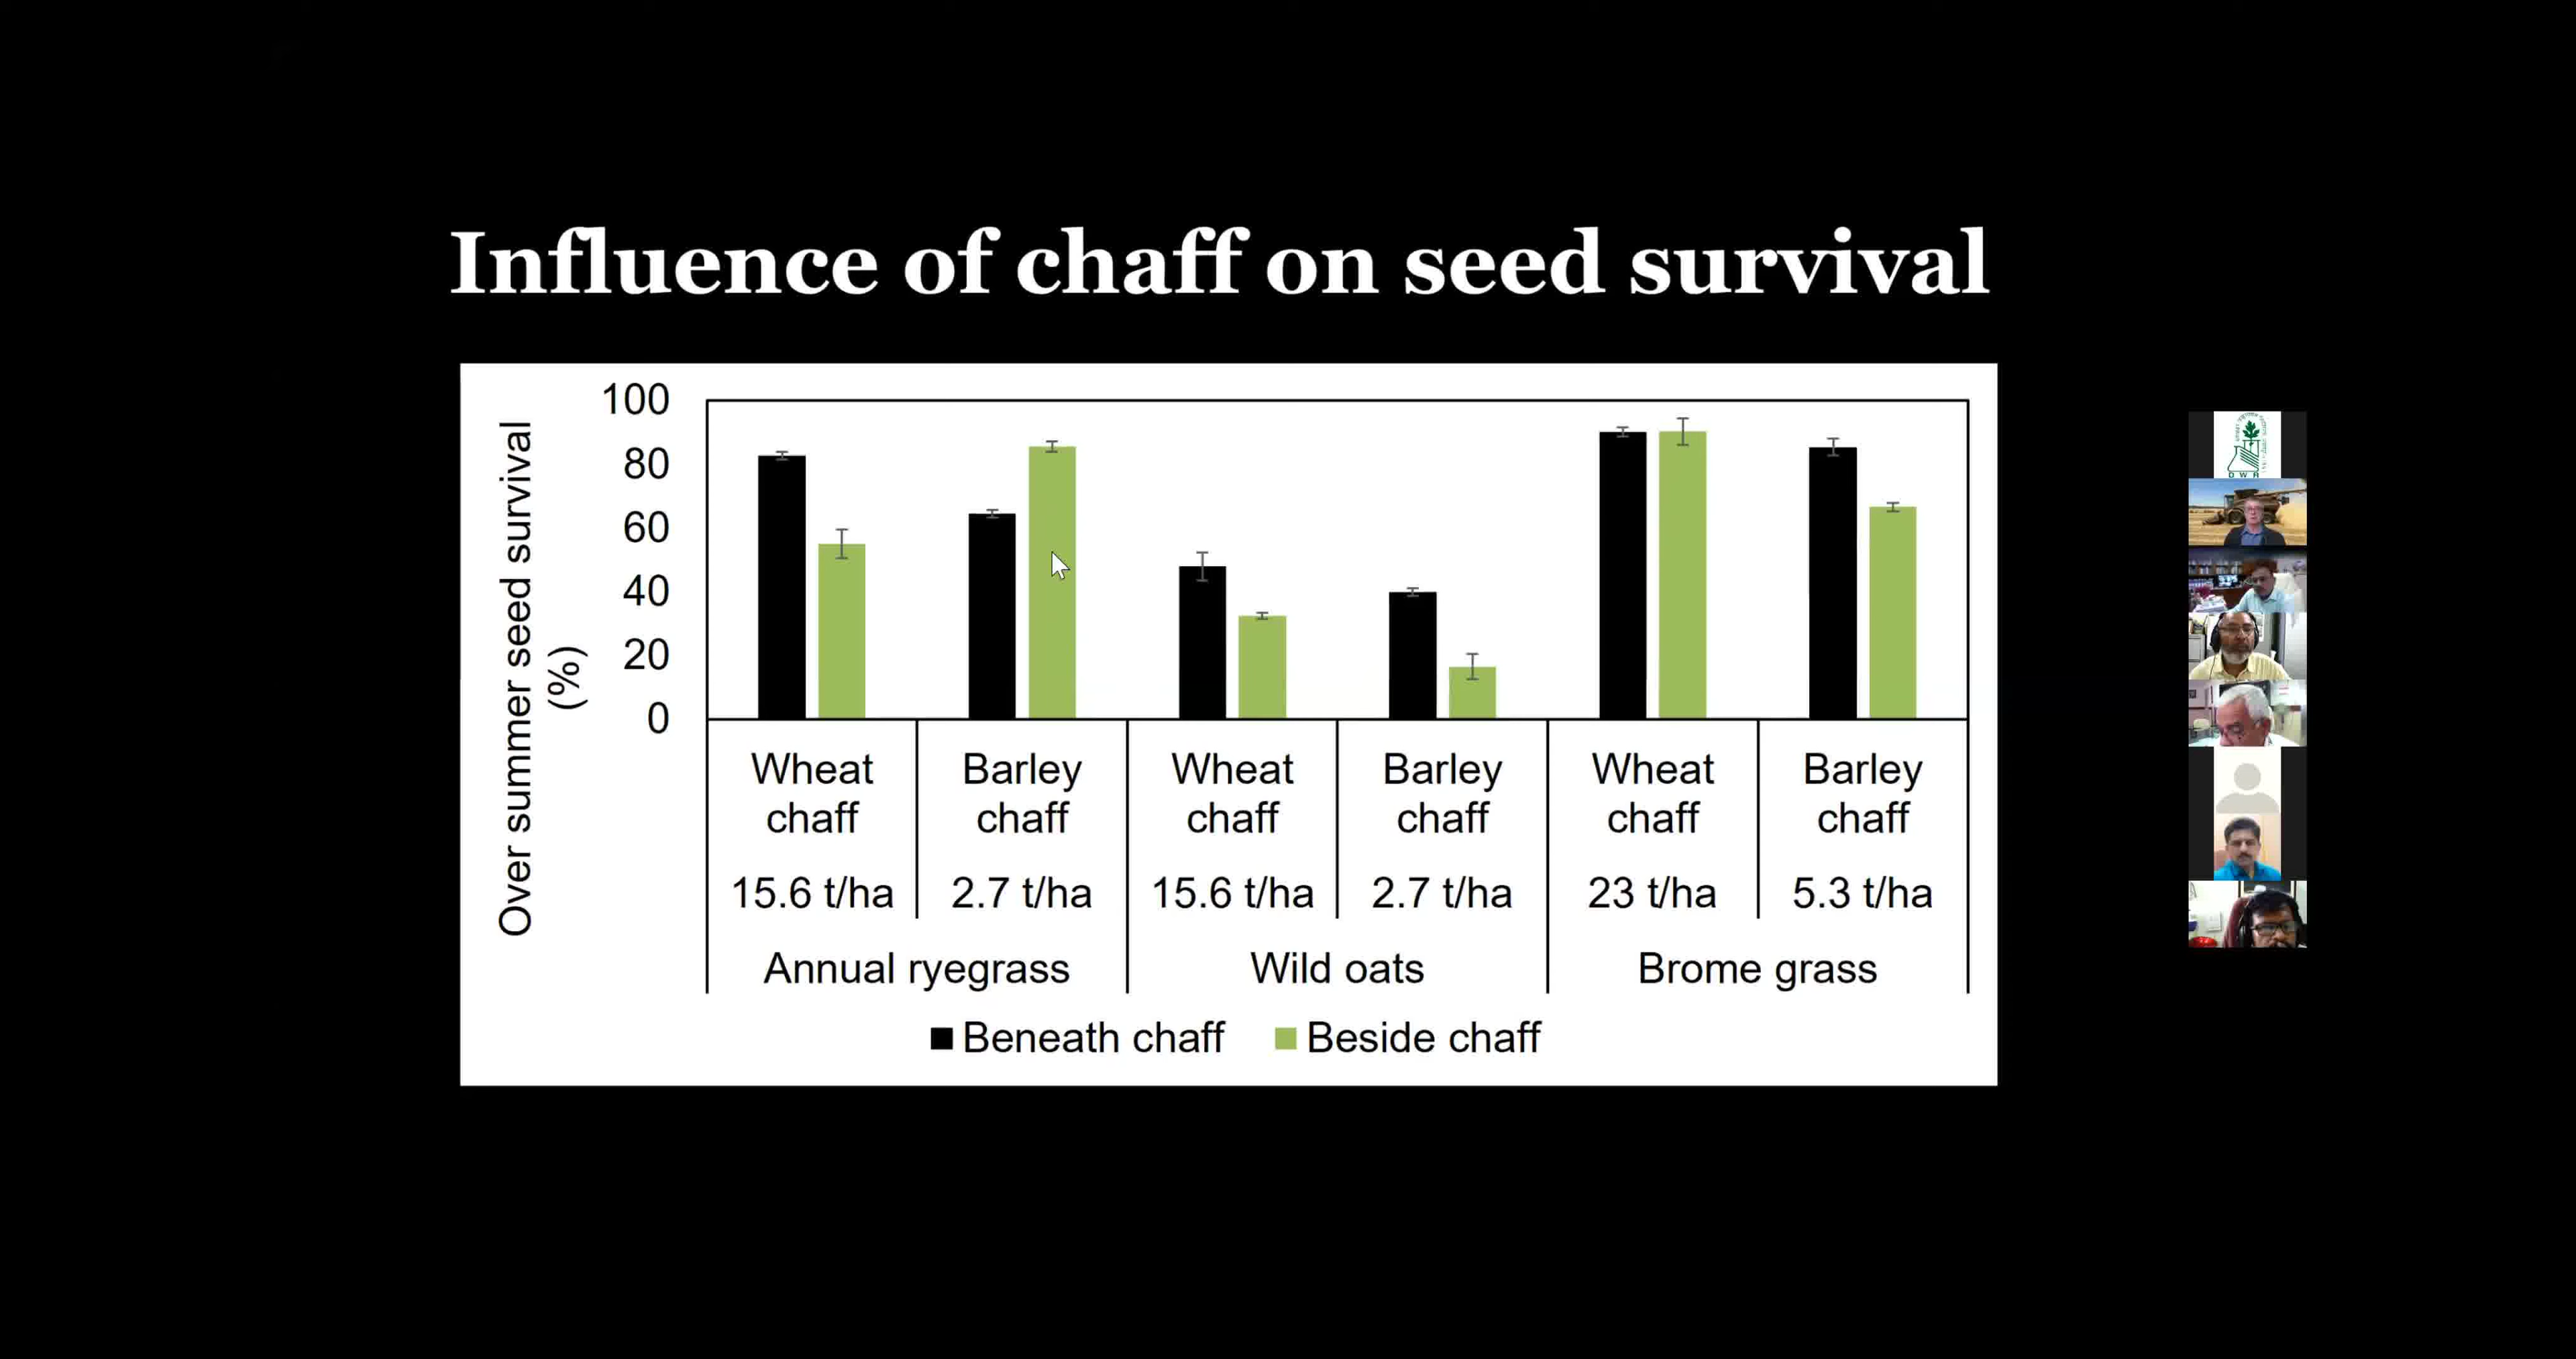 Influence of chaff on seed survival
Over summer seed survival
(%)
100
80
60
40
20
0
Wheat chaff
Barley chaff
Wheat chaff
Barley chaff
Wheat chaff
Barley chaff
15.6 t/ha
2.7 t/ha
15.6 t/ha
2.7 t/ha
23 t/ha
5.3 t/ha
Annual ryegrass
Wild oats
Brome grass
Beneath chaff
Beside chaff
D W R